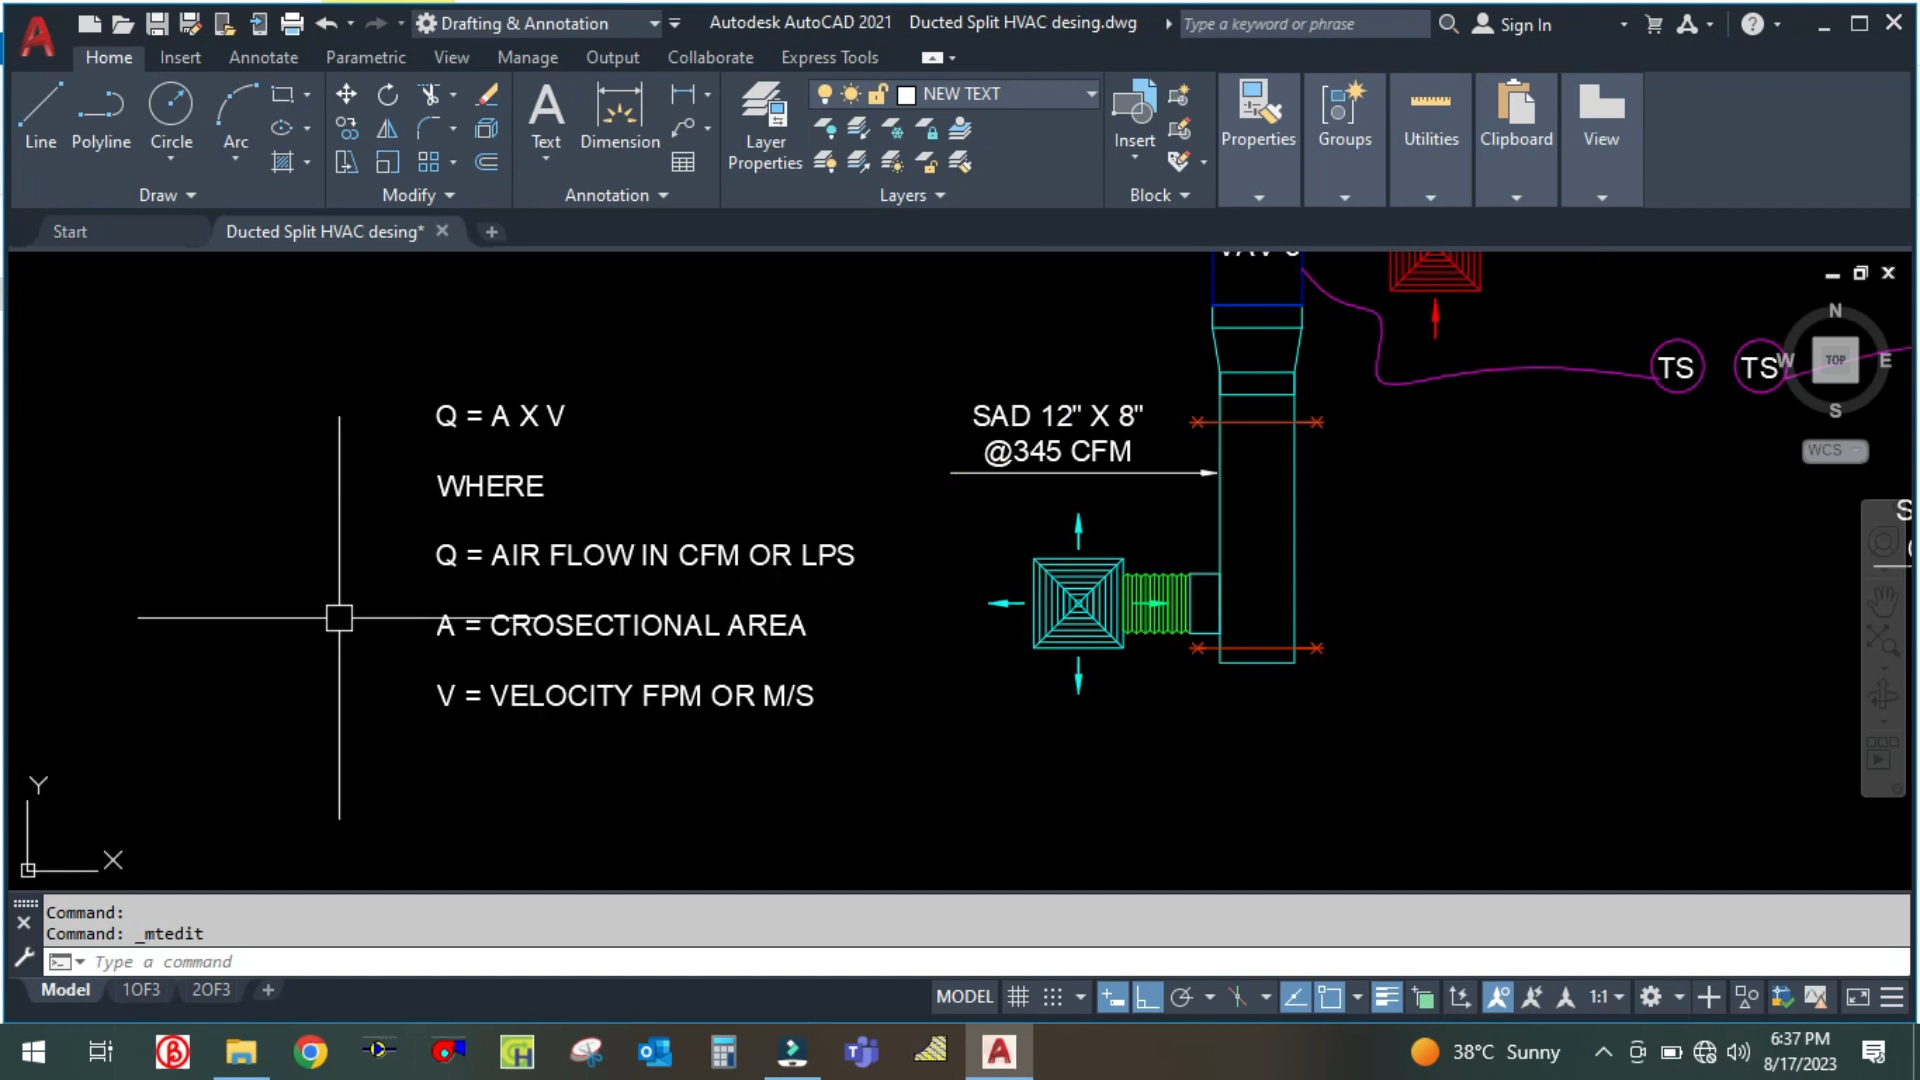 Drafting & Annotation
Autodesk AutoCAD 2021
Ducted Split HVAC desing.dwg
Type a keyword or phrase
Sign In
Home
Insert
Annotate
Parametric
View
Manage
Output
Collaborate
Express Tools
Line
Polyline
Circle
Arc
Text
Dimension
Layer
Properties
NEW TEXT
Insert
Properties
Groups
Utilities
Clipboard
View
Draw
Modify
Annotation
Layers
Block
Start
Ducted Split HVAC desing*
Q = A X V
WHERE
Q = AIR FLOW IN CFM OR LPS
A = CROSECTIONAL AREA
V = VELOCITY FPM OR M/S
SAD 12" X 8"
@345 CFM
TS
TS
N
W
TOP
E
S
WCS
Y
X
Command:
Command: _mtedit
Type a command
Model
1OF3
2OF3
MODEL
1:1
38°C Sunny
6:37 PM
8/17/2023